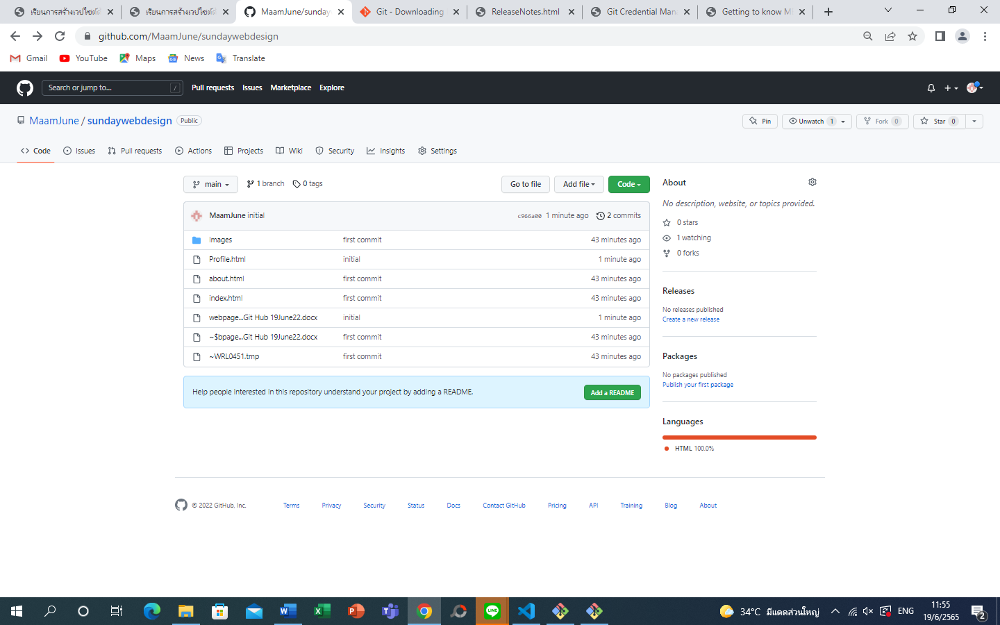 เรียนการสร้างเวปไซต์ด้
เรียนการสร้างเวปไซต์ด้
MaamJune/sunday
Git - Downloading
ReleaseNotes.html
Git Credential Man
Getting to know M
github.com/MaamJune/sundaywebdesign
Gmail
YouTube
Maps
News
Translate
Search or jump to...
/
Pull requests
Issues
Marketplace
Explore
MaamJune / sundaywebdesign Public
Pin
Unwatch 1
Fork 0
Star 0
Code
Issues
Pull requests
Actions
Projects
Wiki
Security
Insights
Settings
main
1 branch
0 tags
Go to file
Add file
Code
MaamJune initial
c966a00 1 minute ago
2 commits
images first commit 43 minutes ago
Profile.html initial 1 minute ago
about.html first commit 43 minutes ago
index.html first commit 43 minutes ago
webpage...Git Hub 19June22.docx initial 1 minute ago
~$bpage...Git Hub 19June22.docx first commit 43 minutes ago
~WRL0451.tmp first commit 43 minutes ago
Help people interested in this repository understand your project by adding a README.
Add a README
About
No description, website, or topics provided.
0 stars
1 watching
0 forks
Releases
No releases published
Create a new release
Packages
No packages published
Publish your first package
Languages
HTML 100.0%
© 2022 GitHub, Inc.
Terms
Privacy
Security
Status
Docs
Contact GitHub
Pricing
API
Training
Blog
About
34°C มีแดดส่วนใหญ่
ENG
11:55
19/6/2565
2